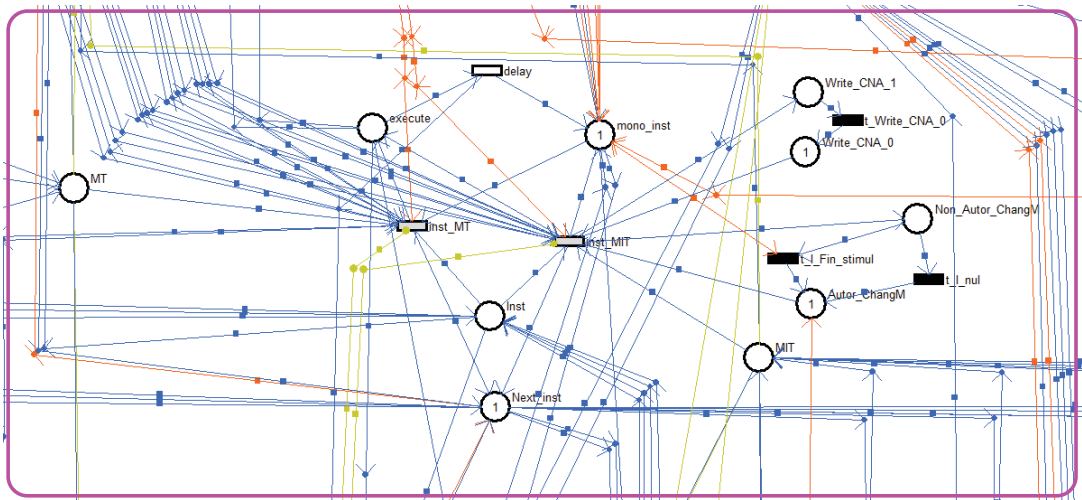 delay
Write_CNA_1
execute
1
mono_inst
t_Write_CNA_0
1
Write_CNA_0
MT
Non_Autor_ChangM
inst_MT
inst_MIT
t_I_Fin_stimul
t_I_nul
Autor_ChangM
1
Inst
MIT
Next_inst
1